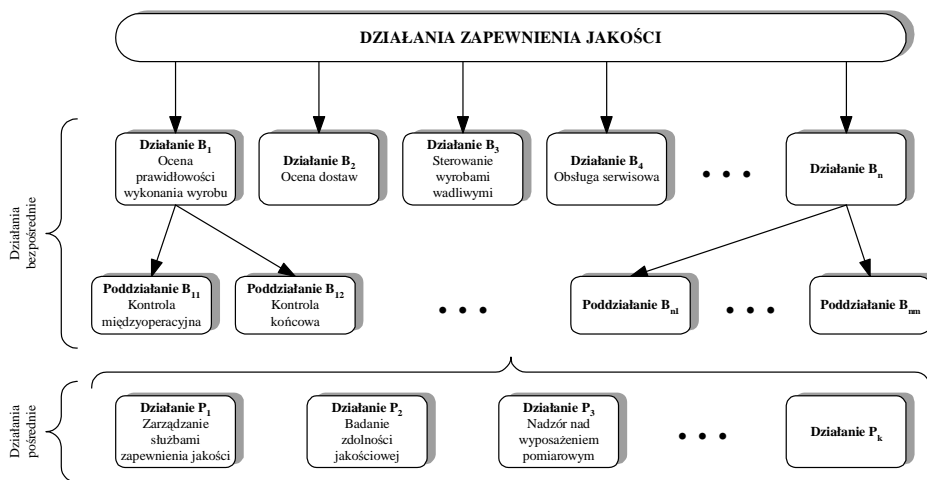 DZIAŁANIA ZAPEWNIENIA JAKOŚCI
Działania
bezpośrednie
Działanie B1
Ocena
prawidłowości
wykonania wyrobu
Działanie B2
Ocena dostaw
Działanie B3
Sterowanie
wyrobami
wadliwymi
Działanie B4
Obsługa serwisowa
• • •
Działanie Bn
Poddziałanie B11
Kontrola
międzyoperacyjna
Poddziałanie B12
Kontrola
końcowa
• • •
Poddziałanie Bn1
• • •
Poddziałanie Bnm
Działania
pośrednie
Działanie P1
Zarządzanie
służbami
zapewnienia jakości
Działanie P2
Badanie
zdolności
jakościowej
Działanie P3
Nadzór nad
wyposażeniem
pomiarowym
• • •
Działanie Pk